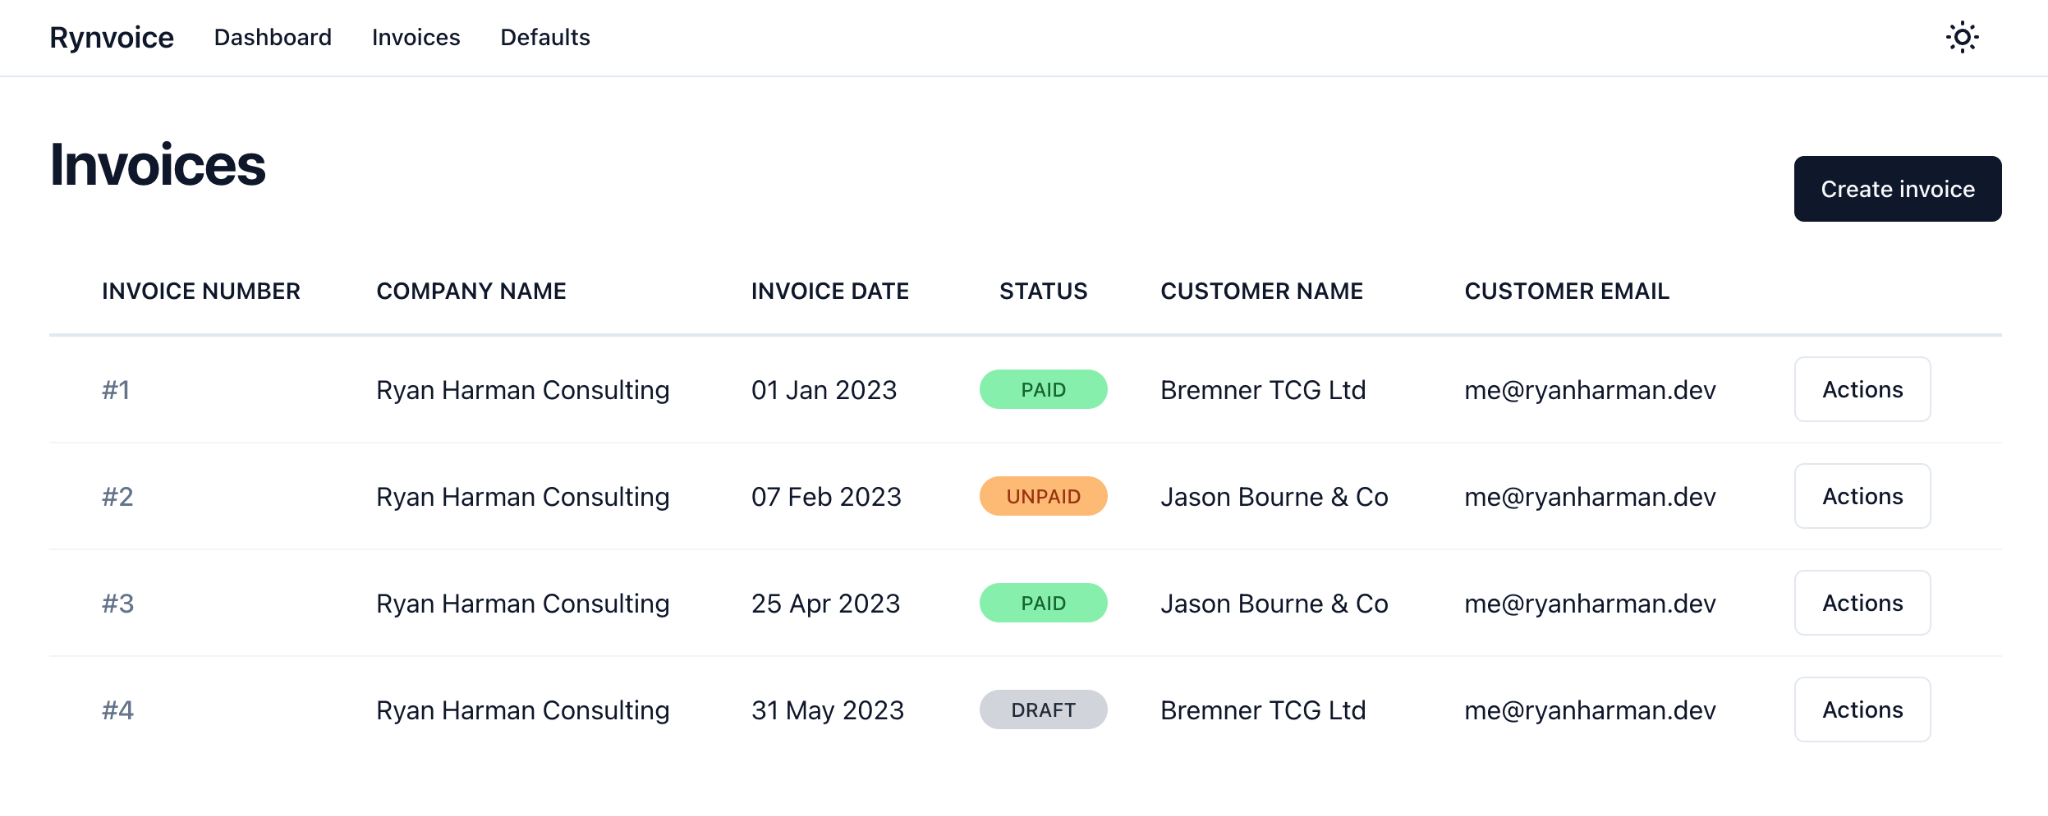 Rynvoice Dashboard Invoices Defaults
Invoices
Create invoice
INVOICE NUMBER COMPANY NAME INVOICE DATE STATUS CUSTOMER NAME CUSTOMER EMAIL
#1 Ryan Harman Consulting 01 Jan 2023 PAID Bremner TCG Ltd me@ryanharman.dev Actions
#2 Ryan Harman Consulting 07 Feb 2023 UNPAID Jason Bourne & Co me@ryanharman.dev Actions
#3 Ryan Harman Consulting 25 Apr 2023 PAID Jason Bourne & Co me@ryanharman.dev Actions
#4 Ryan Harman Consulting 31 May 2023 DRAFT Bremner TCG Ltd me@ryanharman.dev Actions